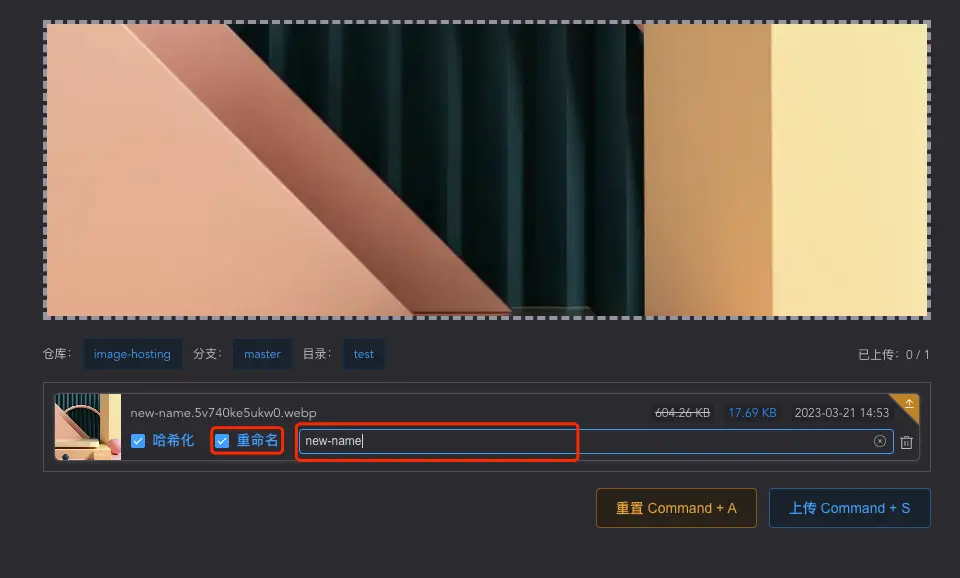 仓库： image-hosting 分支： master 目录： test 已上传：0 / 1
new-name.5v740ke5ukw0.webp 604.26 KB 17.69 KB 2023-03-21 14:53
哈希化 重命名 new-name
重置 Command + A 上传 Command + S